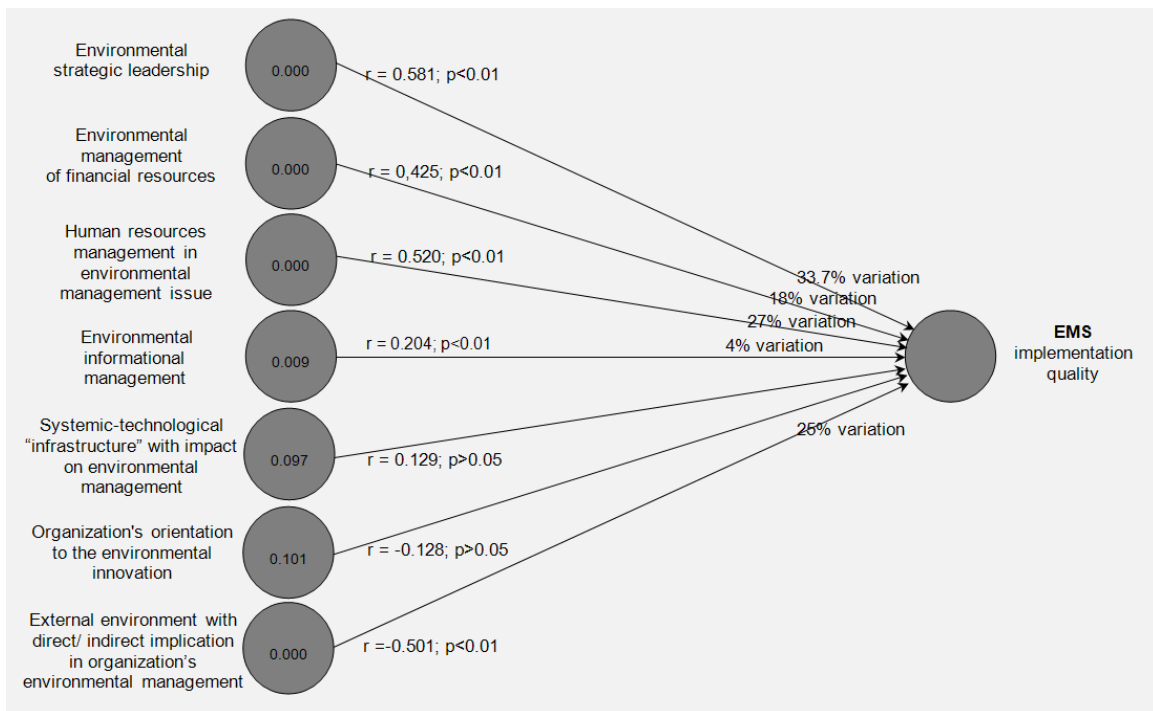 Environmental
strategic leadership
0.000
r = 0.581; p<0.01
Environmental
management
of financial resources
0.000
r = 0,425; p<0.01
Human resources
management in
environmental
management issue
0.000
r = 0.520; p<0.01
33.7% variation
18% variation
27% variation
4% variation
Environmental
informational
management
0.009
r = 0.204; p<0.01
EMS
implementation
quality
Systemic-technological
“infrastructure” with impact
on environmental
management
0.097
r = 0.129; p>0.05
25% variation
Organization's orientation
to the environmental
innovation
0.101
r = -0.128; p>0.05
External environment with
direct/ indirect implication
in organization’s
environmental management
0.000
r =-0.501; p<0.01